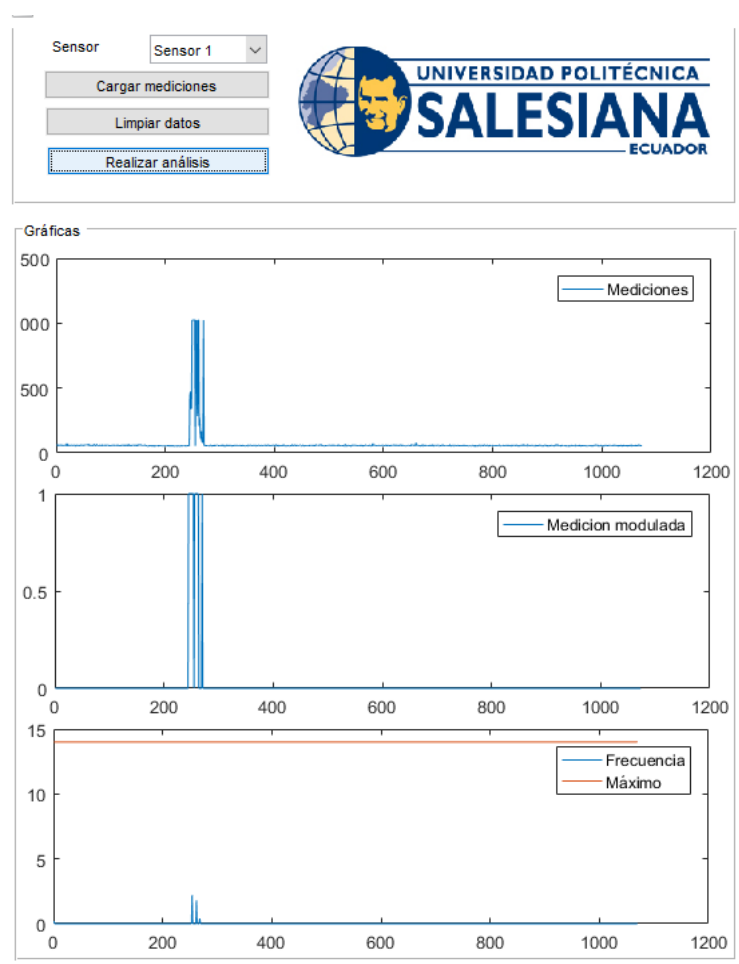 Sensor Sensor 1
Cargar mediciones
Limpiar datos
Realizar análisis
UNIVERSIDAD POLITÉCNICA
SALESIANA
ECUADOR
Gráficas
500
Mediciones
000
500
0
0 200 400 600 800 1000 1200
1
Medicion modulada
0.5
0
0 200 400 600 800 1000 1200
15
Frecuencia
Máximo
10
5
0
0 200 400 600 800 1000 1200